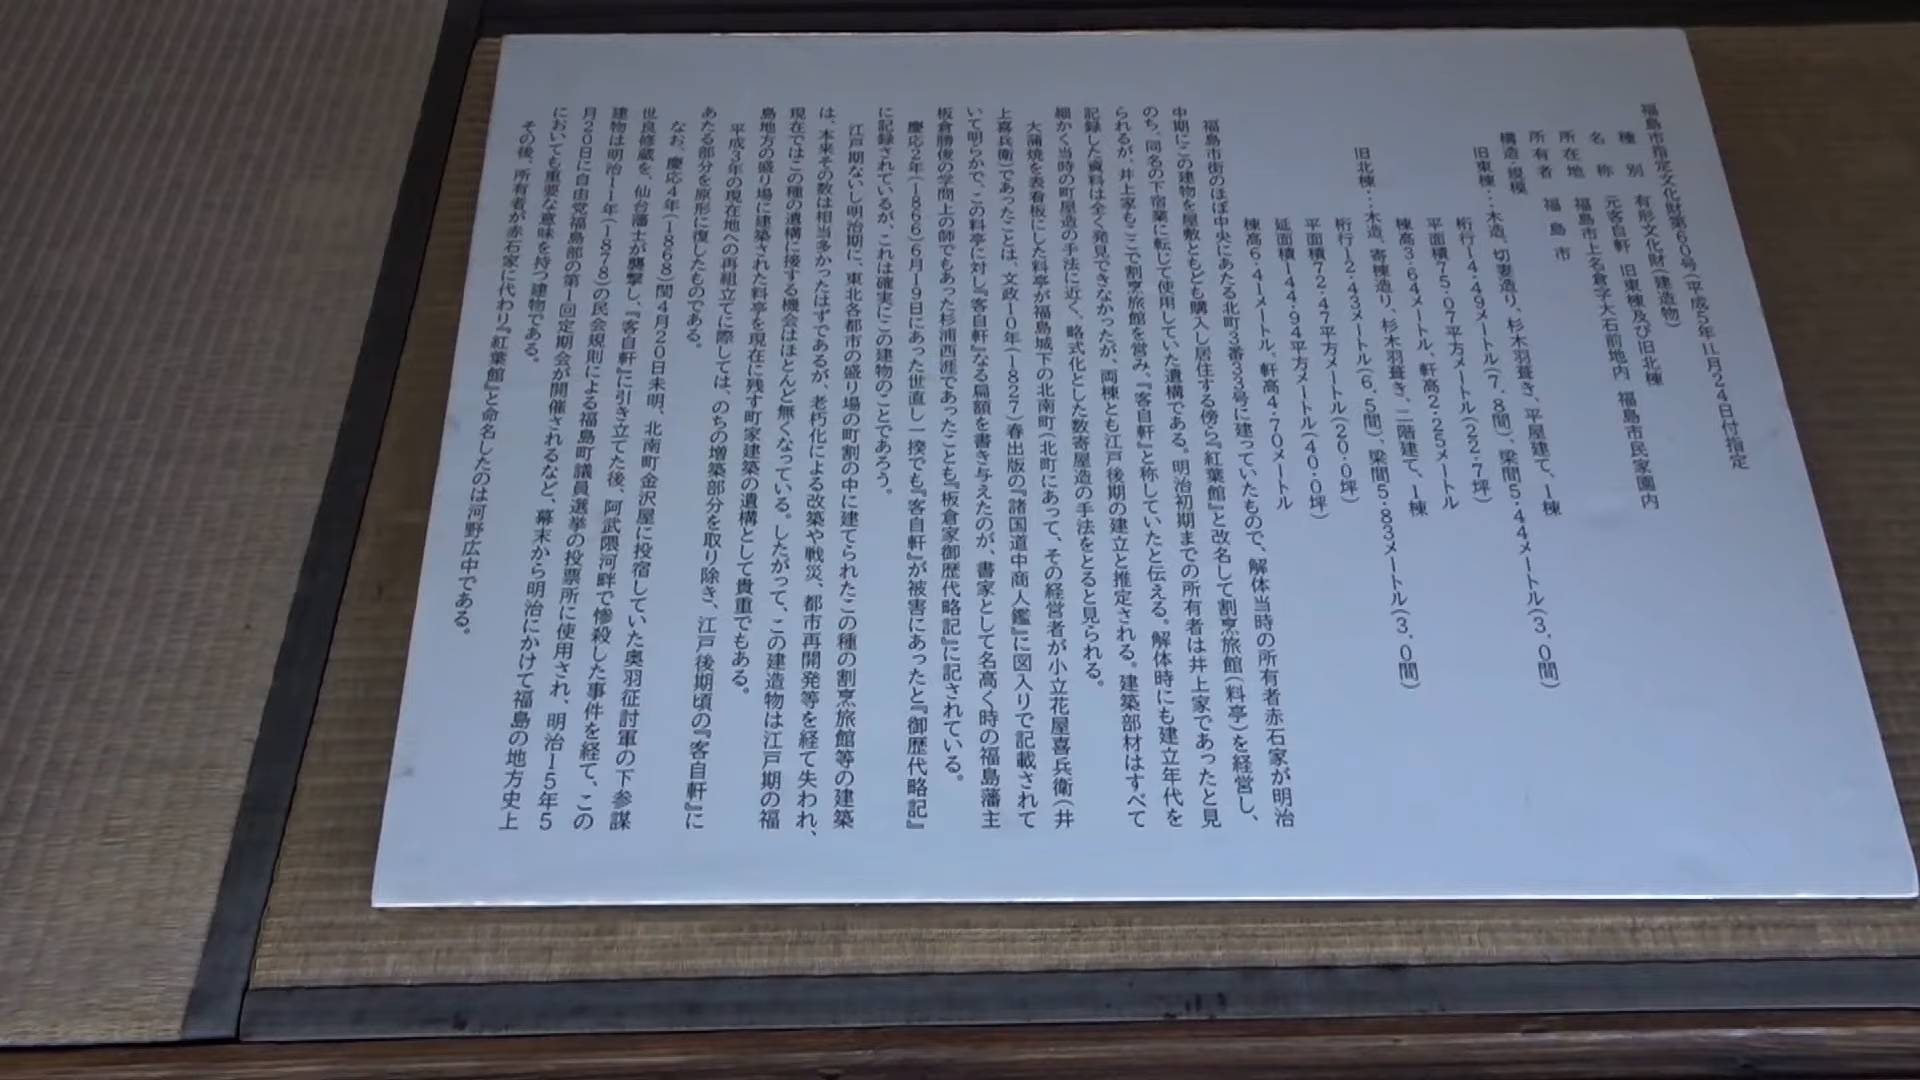 福島市指定文化財第60号(平成5年11月24日付指定
種 別 有形文化財(建造物)
名 称 元客自軒 旧東棟及び旧北棟
所在地 福島市上名倉字大石前地内 福島市民家園内
所有者 福島市
構造・規模
旧東棟…木造、切妻造り、杉木羽葺き、平屋建て、1棟
桁行14.49メートル(7.8間)、梁間5.44メートル(3.0間)
平面積75.07平方メートル(22.7坪)
棟高3.64メートル、軒高2.25メートル
旧北棟…木造、寄棟造り、杉木羽葺き、二階建て、1棟
桁行12.43メートル(6.5間)、梁間5.83メートル(3.0間)
平面積72.47平方メートル(20.0坪)
延面積144.94平方メートル(40.0坪)
棟高6.41メートル、軒高4.70メートル
福島市街のほぼ中央にあたる北町3番33号に建っていたもので、解体当時の所有者赤石家が明治
中期にこの建物を屋敷ともども購入し居住する傍ら『紅葉館』と改名して割烹旅館(料亭)を経営し、
のち、同名の下宿業に転じて使用していた遺構である。明治初期までの所有者は井上家であったと見
られるが、井上家もここで割烹旅館を営み、『客自軒』と称していたと伝える。解体時にも建立年代を
記録した資料は全く発見できなかったが、両棟とも江戸後期の建立と推定される。建築部材はすべて
細かく当時の町屋造の手法に近く、略式化とした数寄屋造の手法をとると見られる。
大蒲焼を表看板にした料亭が福島城下の北南町(北町にあって、その経営者が小立花屋喜兵衛(井
上喜兵衛)であったことは、文政10年(1827)春出版の『諸国道中商人鑑』に図入りで記載されて
いて明らかで、この料亭に対し『客自軒』なる扁額を書き与えたのが、書家として名高く時の福島藩主
板倉勝俊の学問上の師でもあった杉浦西涯であったことも『板倉家御歴代略記』に記されている。
慶応2年(1866)6月19日にあった世直し一揆でも『客自軒』が被害にあったと『御歴代略記』
に記録されているが、これは確実にこの建物のことであろう。
江戸期ないし明治期に、東北各都市の盛り場の町割の中に建てられたこの種の割烹旅館等の建築
は、本来その数は相当多かったはずであるが、老朽化による改築や戦災、都市再開発等を経て失われ、
現在ではこの種の遺構に接する機会はほとんど無くなっている。したがって、この建造物は江戸期の福
島地方の盛り場に建築された料亭を現在に残す町家建築の遺構として貴重でもある。
平成3年の現在地への再組立てに際しては、のちの増築部分を取り除き、江戸後期頃の『客自軒』に
あたる部分を原形に復したものである。
なお、慶応4年(1868)閏4月20日未明、北南町金沢屋に投宿していた奥羽征討軍の下参謀
世良修蔵を、仙台藩士が襲撃し、『客自軒』に引き立てた後、阿武隈河畔で惨殺した事件を経て、この
建物は明治11年(1878)の民会規則による福島町議員選挙の投票所に使用され、明治15年5
月20日に自由党福島部の第1回定期会が開催されるなど、幕末から明治にかけて福島の地方史上
においても重要な意味を持つ建物である。
その後、所有者が赤石家に代わり『紅葉館』と命名したのは河野広中である。